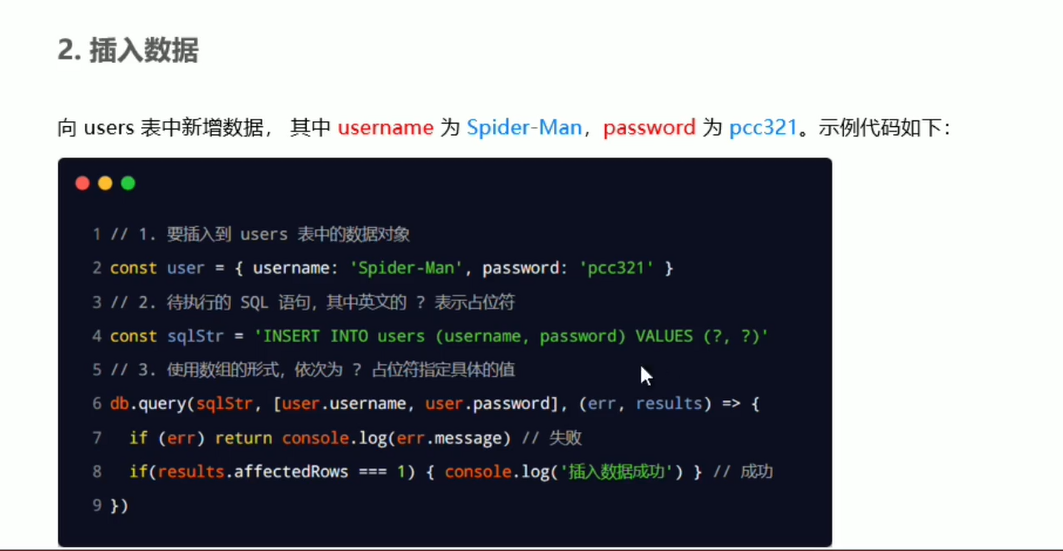 2. 插入数据
向 users 表中新增数据， 其中 username 为 Spider-Man，password 为 pcc321。示例代码如下：
1 // 1. 要插入到 users 表中的数据对象
2 const user = { username: 'Spider-Man', password: 'pcc321' }
3 // 2. 待执行的 SQL 语句，其中英文的 ? 表示占位符
4 const sqlStr = 'INSERT INTO users (username, password) VALUES (?, ?)'
5 // 3. 使用数组的形式，依次为 ? 占位符指定具体的值
6 db.query(sqlStr, [user.username, user.password], (err, results) => {
7   if (err) return console.log(err.message) // 失败
8   if(results.affectedRows === 1) { console.log('插入数据成功') } // 成功
9 })